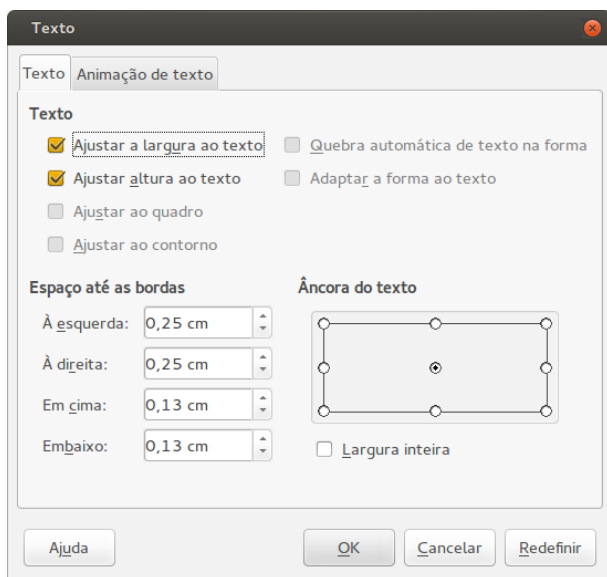 Texto
Texto Animação de texto
Texto
Ajustar a largura ao texto Quebra automática de texto na forma
Ajustar altura ao texto Adaptar a forma ao texto
Ajustar ao quadro
Ajustar ao contorno
Espaço até as bordas Âncora do texto
À esquerda: 0,25 cm
À direita: 0,25 cm
Em cima: 0,13 cm
Embaixo: 0,13 cm Largura inteira
Ajuda OK Cancelar Redefinir